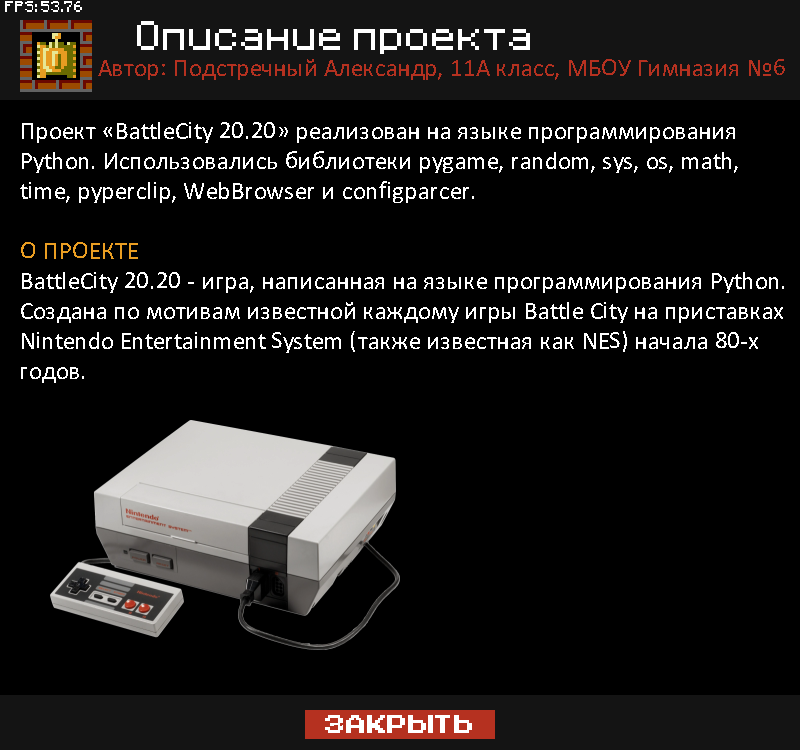 FPS:53.76
Описание проекта
Автор: Подстречный Александр, 11А класс, МБОУ Гимназия №6
Проект «BattleCity 20.20» реализован на языке программирования
Python. Использовались библиотеки pygame, random, sys, os, math,
time, pyperclip, WebBrowser и configparcer.
О ПРОЕКТЕ
BattleCity 20.20 - игра, написанная на языке программирования Python.
Создана по мотивам известной каждому игры Battle City на приставках
Nintendo Entertainment System (также известная как NES) начала 80-х
годов.
Nintendo
ENTERTAINMENT SYSTEM
Nintendo
ЗАКРЫТЬ